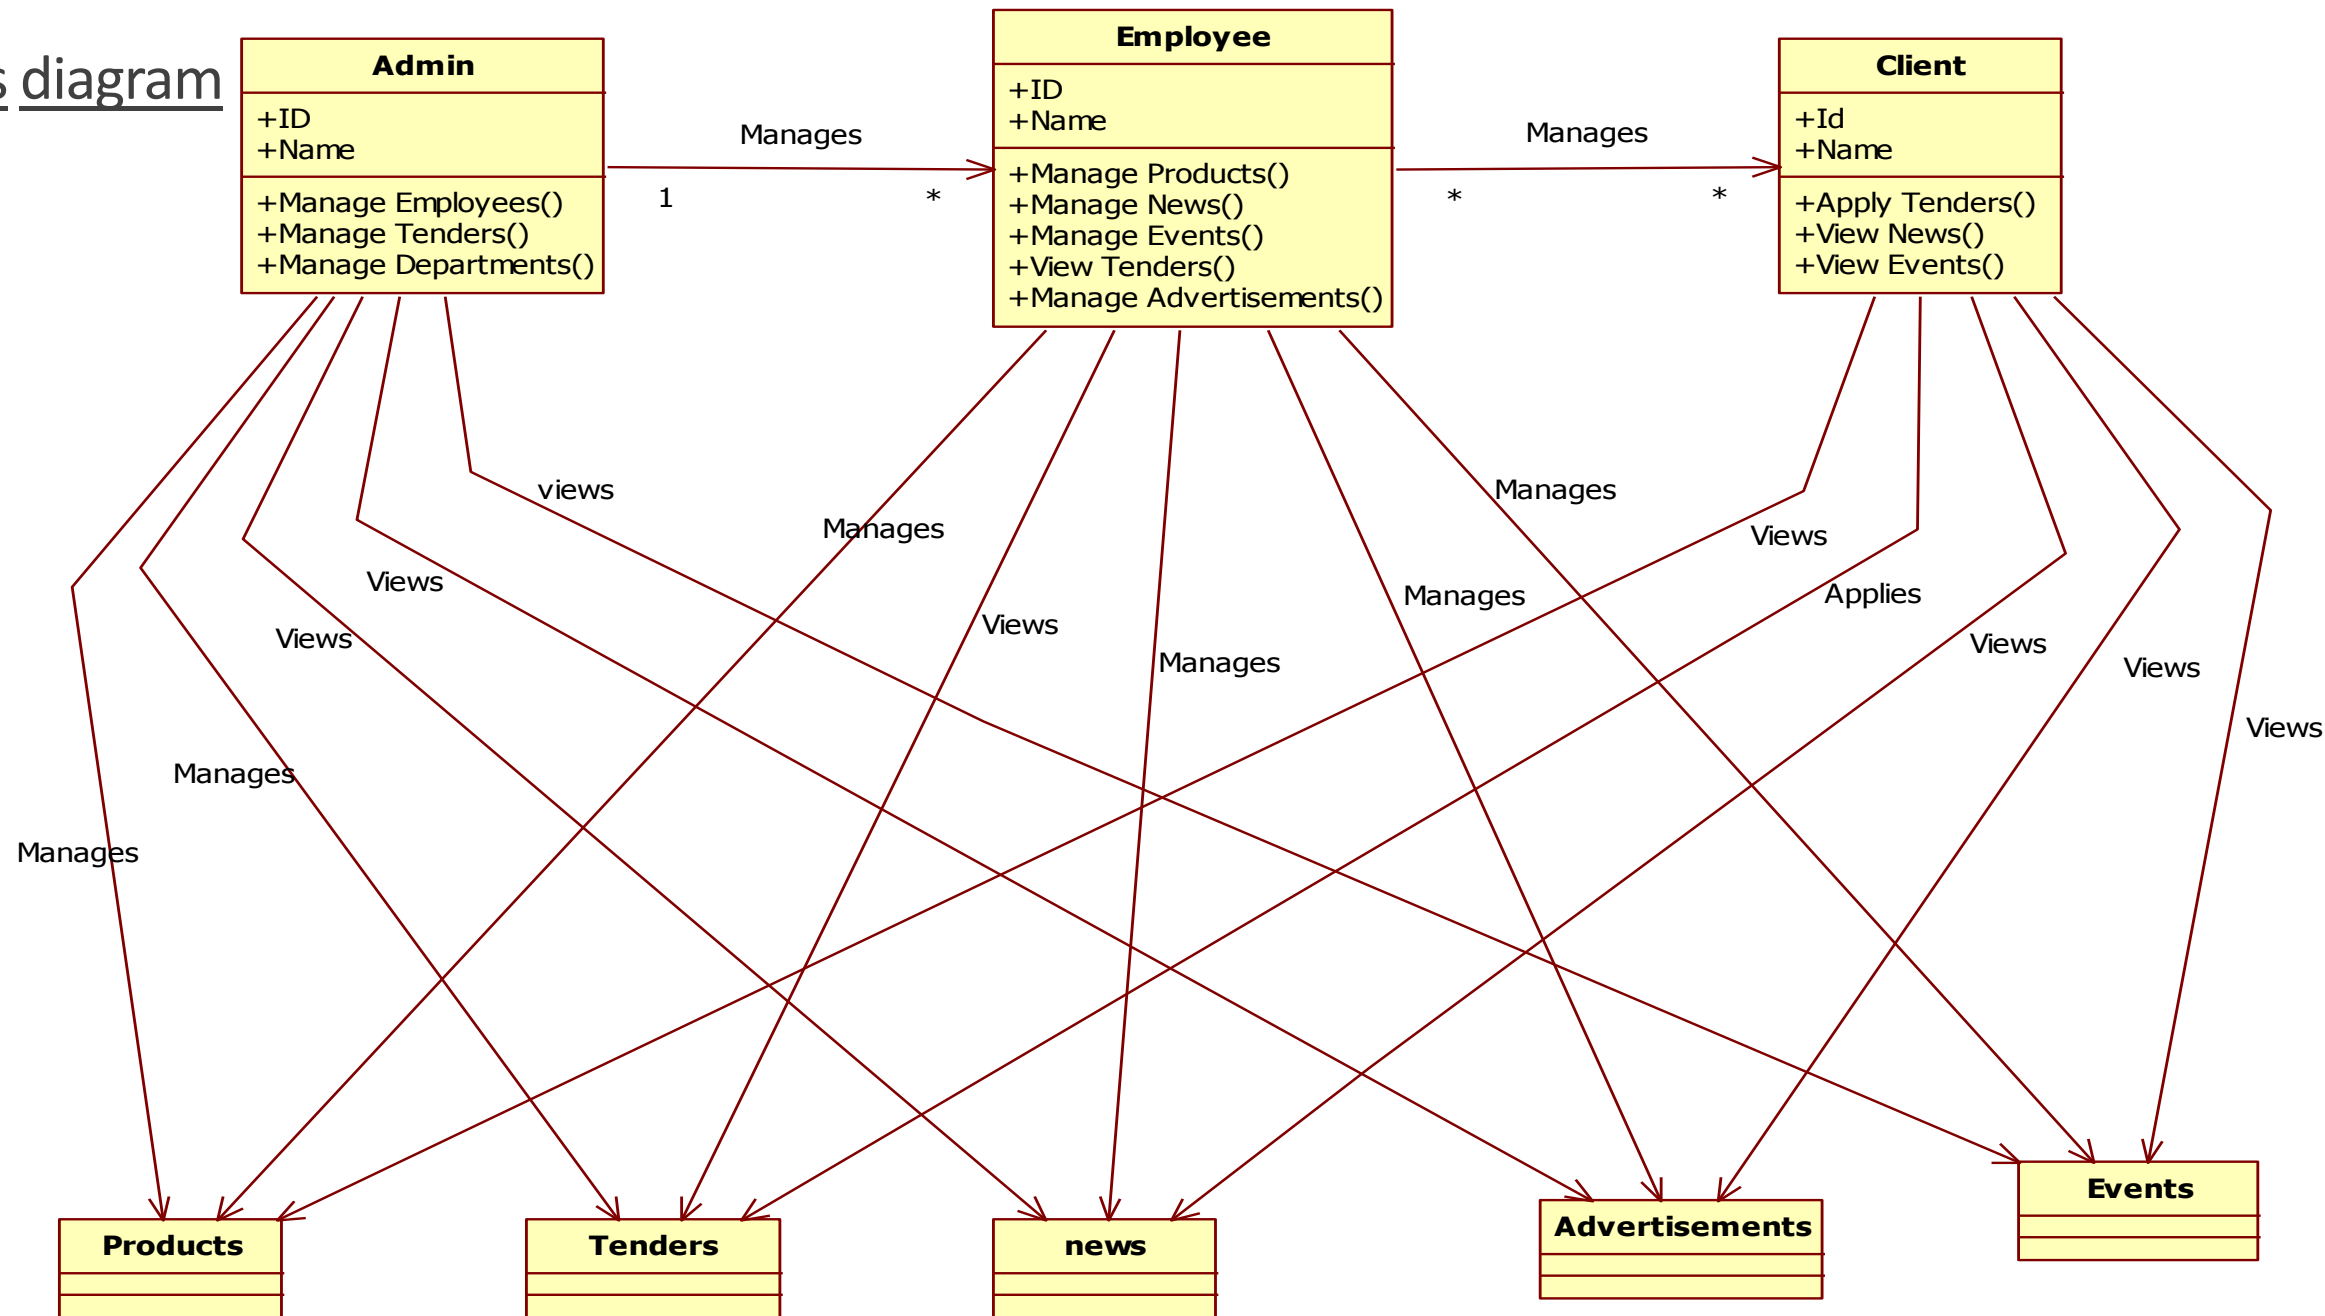 s diagram
Admin
+ID
+Name
+Manage Employees()
+Manage Tenders()
+Manage Departments()
Manages
1
*
Employee
+ID
+Name
+Manage Products()
+Manage News()
+Manage Events()
+View Tenders()
+Manage Advertisements()
Manages
*
*
Client
+Id
+Name
+Apply Tenders()
+View News()
+View Events()
views
Manages
Manages
Views
Views
Manages
Applies
Views
Views
Manages
Views
Views
Views
Manages
Manages
Products
Tenders
news
Advertisements
Events